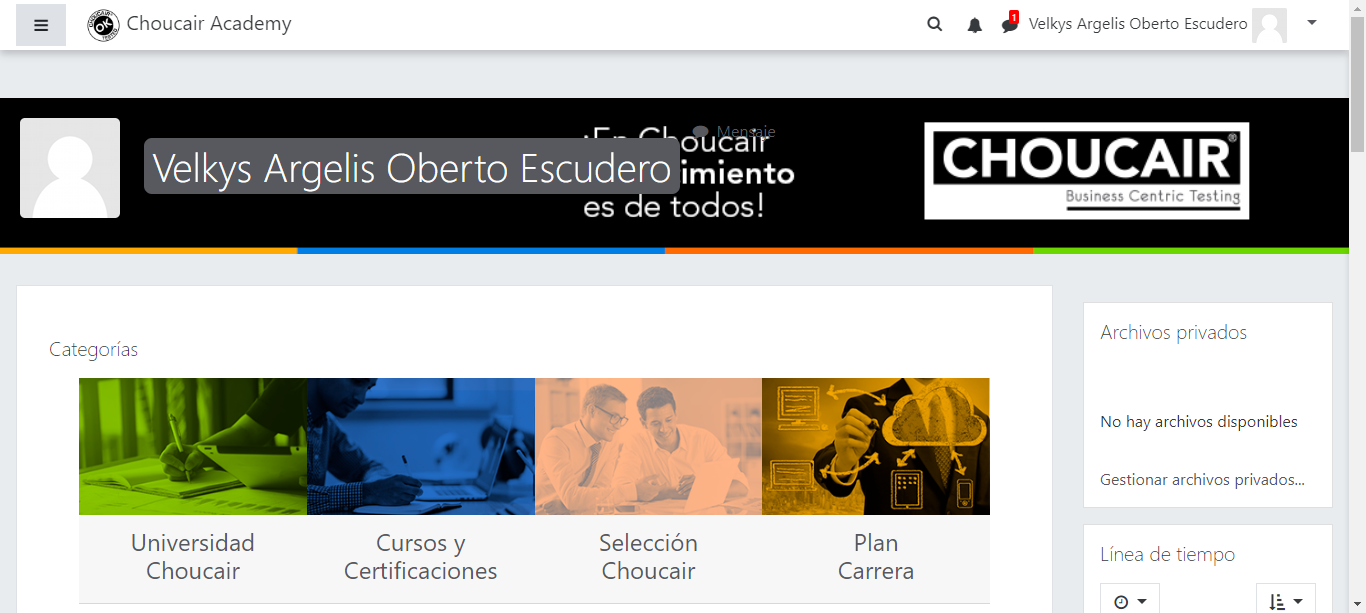 Choucair Academy
1
Velkys Argelis Oberto Escudero
Mensaje
¡En Choucair
Velkys Argelis Oberto Escudero
imiento
es de todos!
CHOUCAIR®
Business Centric Testing
Categorías
Universidad
Choucair
Cursos y
Certificaciones
Selección
Choucair
Plan
Carrera
Archivos privados
No hay archivos disponibles
Gestionar archivos privados...
Línea de tiempo